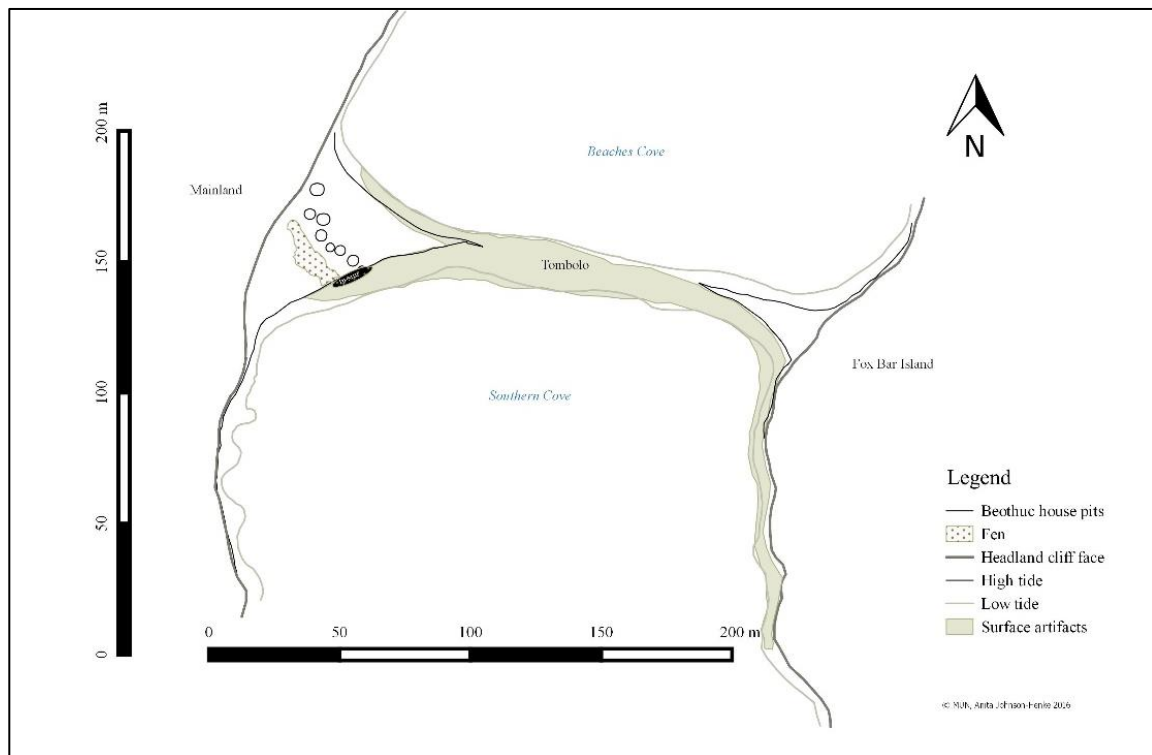 200 m
Beaches Cove
N
Mainland
150
Tombolo
Fox Bar Island
100
Southern Cove
Legend
Beothuc house pits
50
Fen
Headland cliff face
High tide
0
50
100
150
200 m
Low tide
0
Surface artifacts
© MUN, Anita Johnson-Henke 2016